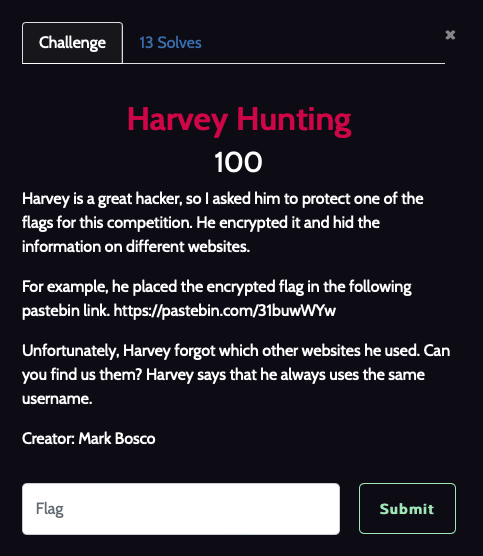 Challenge
13 Solves
×
Harvey Hunting
100
Harvey is a great hacker, so I asked him to protect one of the
flags for this competition. He encrypted it and hid the
information on different websites.
For example, he placed the encrypted flag in the following
pastebin link. https://pastebin.com/31buwWYw
Unfortunately, Harvey forgot which other websites he used. Can
you find us them? Harvey says that he always uses the same
username.
Creator: Mark Bosco
Flag
Submit